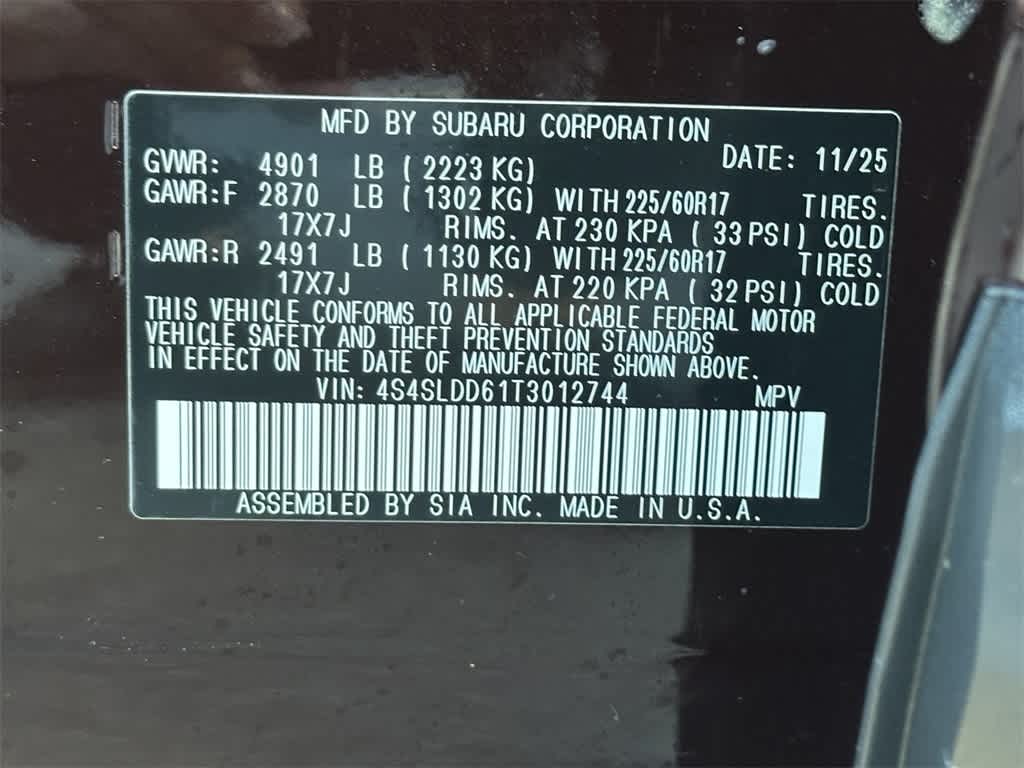 MFD BY SUBARU CORPORATION
DATE: 11/25
GVWR: 4901 LB ( 2223 KG)
GAWR:F 2870 LB ( 1302 KG) WITH 225/60R17 TIRES.
17X7J RIMS. AT 230 KPA ( 33 PSI) COLD
GAWR:R 2491 LB ( 1130 KG) WITH 225/60R17 TIRES.
17X7J RIMS. AT 220 KPA ( 32 PSI) COLD
THIS VEHICLE CONFORMS TO ALL APPLICABLE FEDERAL MOTOR
VEHICLE SAFETY AND THEFT PREVENTION STANDARDS
IN EFFECT ON THE DATE OF MANUFACTURE SHOWN ABOVE.
VIN: 4S4SLDD61T3012744 MPV
ASSEMBLED BY SIA INC. MADE IN U.S.A.